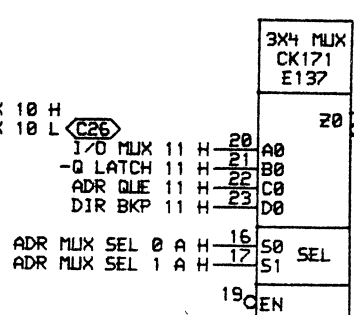 3X4 MUX
CK171
E137
X 10 H
X 10 L C26
Z0
I/O MUX 11 H 20 A0
-Q LATCH 11 H 21 B0
ADR QUE 11 H 22 C0
DIR BKP 11 H 23 D0
ADR MUX SEL 0 A H 16 S0
SEL
ADR MUX SEL 1 A H 17 S1
19 EN